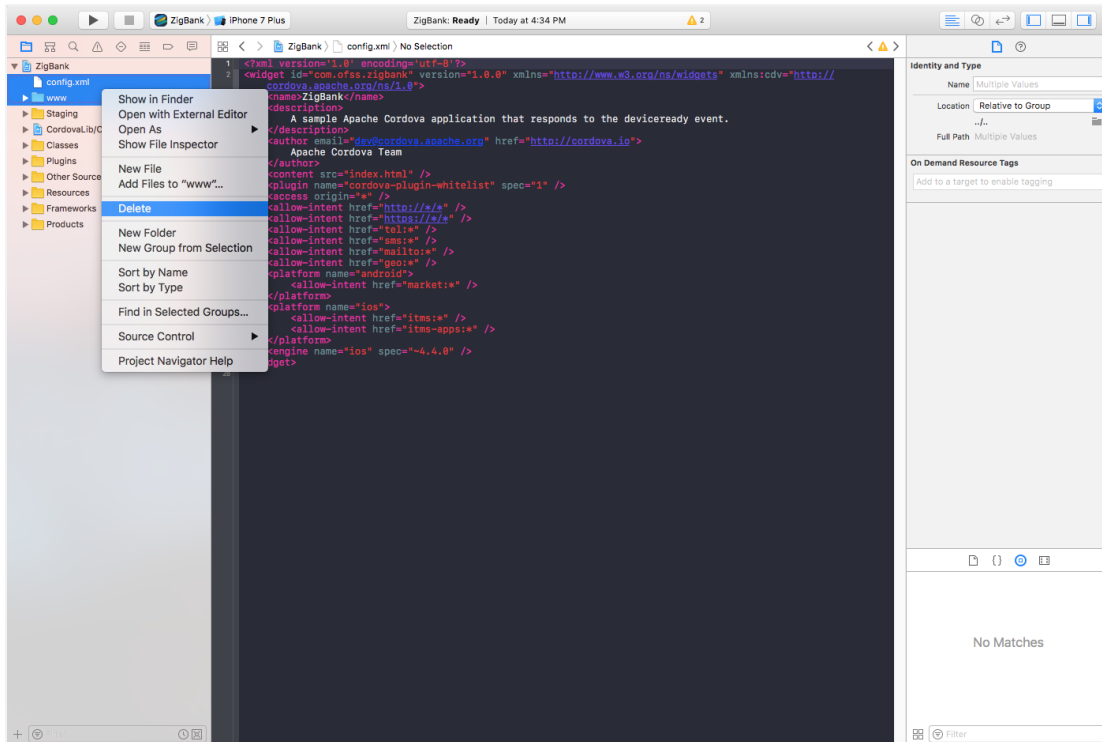 ZigBank iPhone 7 Plus
ZigBank: Ready | Today at 4:34 PM
2
ZigBank config.xml No Selection
ZigBank
config.xml
www
Staging
CordovaLib/C
Classes
Plugins
Other Source
Resources
Frameworks
Products
Show in Finder
Open with External Editor
Open As
Show File Inspector
New File
Add Files to “www”...
Delete
New Folder
New Group from Selection
Sort by Name
Sort by Type
Find in Selected Groups...
Source Control
Project Navigator Help
1 <?xml version='1.0' encoding='utf-8'?>
2 <widget id="com.ofss.zigbank" version="1.0.0" xmlns="http://www.w3.org/ns/widgets" xmlns:cdv="http://
cordova.apache.org/ns/1.0">
<name>ZigBank</name>
<description>
A sample Apache Cordova application that responds to the deviceready event.
</description>
<author email="dev@cordova.apache.org" href="http://cordova.io">
Apache Cordova Team
</author>
<content src="index.html" />
<plugin name="cordova-plugin-whitelist" spec="1" />
<access origin="*" />
<allow-intent href="http://*/*" />
<allow-intent href="https://*/*" />
<allow-intent href="tel:*" />
<allow-intent href="sms:*" />
<allow-intent href="mailto:*" />
<allow-intent href="geo:*" />
<platform name="android">
<allow-intent href="market:*" />
</platform>
<platform name="ios">
<allow-intent href="itms:*" />
<allow-intent href="itms-apps:*" />
</platform>
<engine name="ios" spec="~4.4.0" />
dget>
Identity and Type
Name Multiple Values
Location Relative to Group
../..
Full Path Multiple Values
On Demand Resource Tags
Add to a target to enable tagging
No Matches
Filter